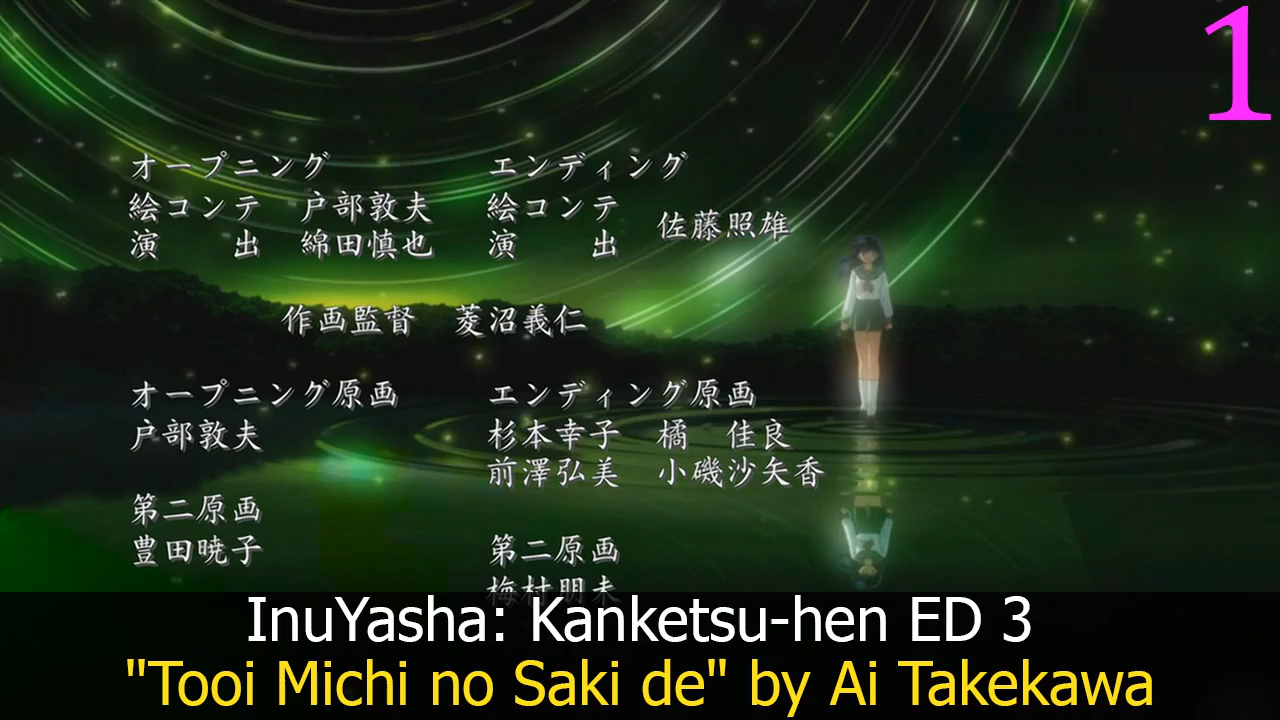 1
オープニング
絵コンテ 戸部敦夫
演 出 綿田慎也
エンディング
絵コンテ
演 出
佐藤照雄
作画監督 菱沼義仁
オープニング原画
戸部敦夫
第二原画
豊田暁子
エンディング原画
杉本幸子 橘 佳良
前澤弘美 小磯沙矢香
第二原画
梅村明未
InuYasha: Kanketsu-hen ED 3
"Tooi Michi no Saki de" by Ai Takekawa